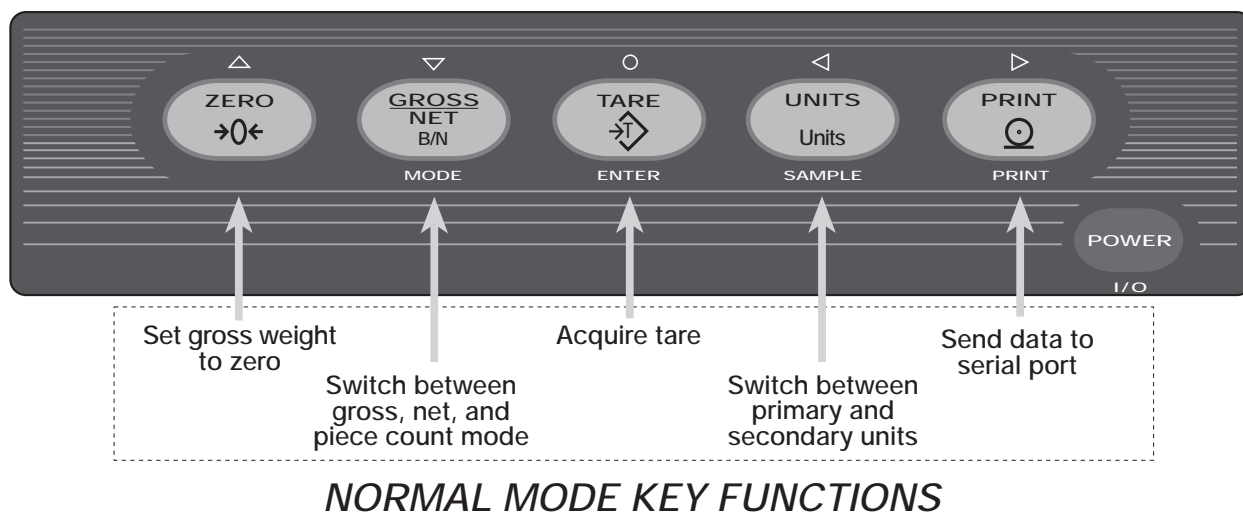 ZERO
→0←
GROSS
NET
B/N
MODE
TARE
→T←
ENTER
UNITS
Units
SAMPLE
PRINT
PRINT
POWER
I/O
Set gross weight
to zero
Switch between
gross, net, and
piece count mode
Acquire tare
Switch between
primary and
secondary units
Send data to
serial port
NORMAL MODE KEY FUNCTIONS